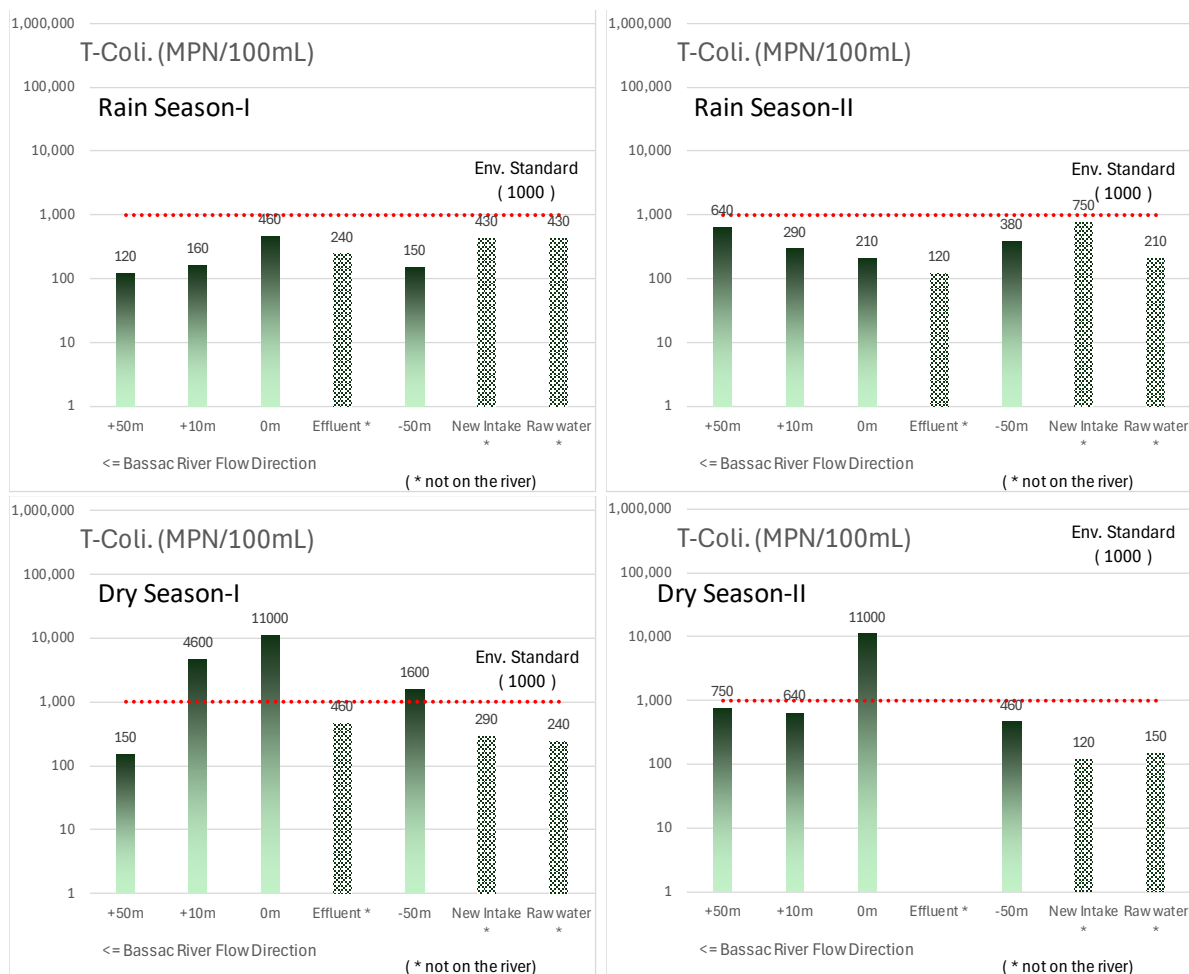 1,000,000
T-Coli. (MPN/100mL)
100,000
Rain Season-I
10,000
Env. Standard
( 1000 )
1,000
460
430
430
240
160
150
120
100
10
1
+50m +10m 0m Effluent * -50m New Intake * Raw water *
<= Bassac River Flow Direction
( * not on the river)
1,000,000
T-Coli. (MPN/100mL)
100,000
Rain Season-II
10,000
Env. Standard
( 1000 )
1,000
640
750
380
290
210
210
120
100
10
1
+50m +10m 0m Effluent * -50m New Intake * Raw water *
<= Bassac River Flow Direction
( * not on the river)
1,000,000
T-Coli. (MPN/100mL)
100,000
Dry Season-I
11000
10,000
4600
Env. Standard
( 1000 )
1600
1,000
460
290
240
150
100
10
1
+50m +10m 0m Effluent * -50m New Intake * Raw water *
<= Bassac River Flow Direction
( * not on the river)
1,000,000
Env. Standard
( 1000 )
T-Coli. (MPN/100mL)
100,000
Dry Season-II
11000
10,000
750
640
1,000
460
150
120
100
10
1
+50m +10m 0m Effluent * -50m New Intake * Raw water *
<= Bassac River Flow Direction
( * not on the river)